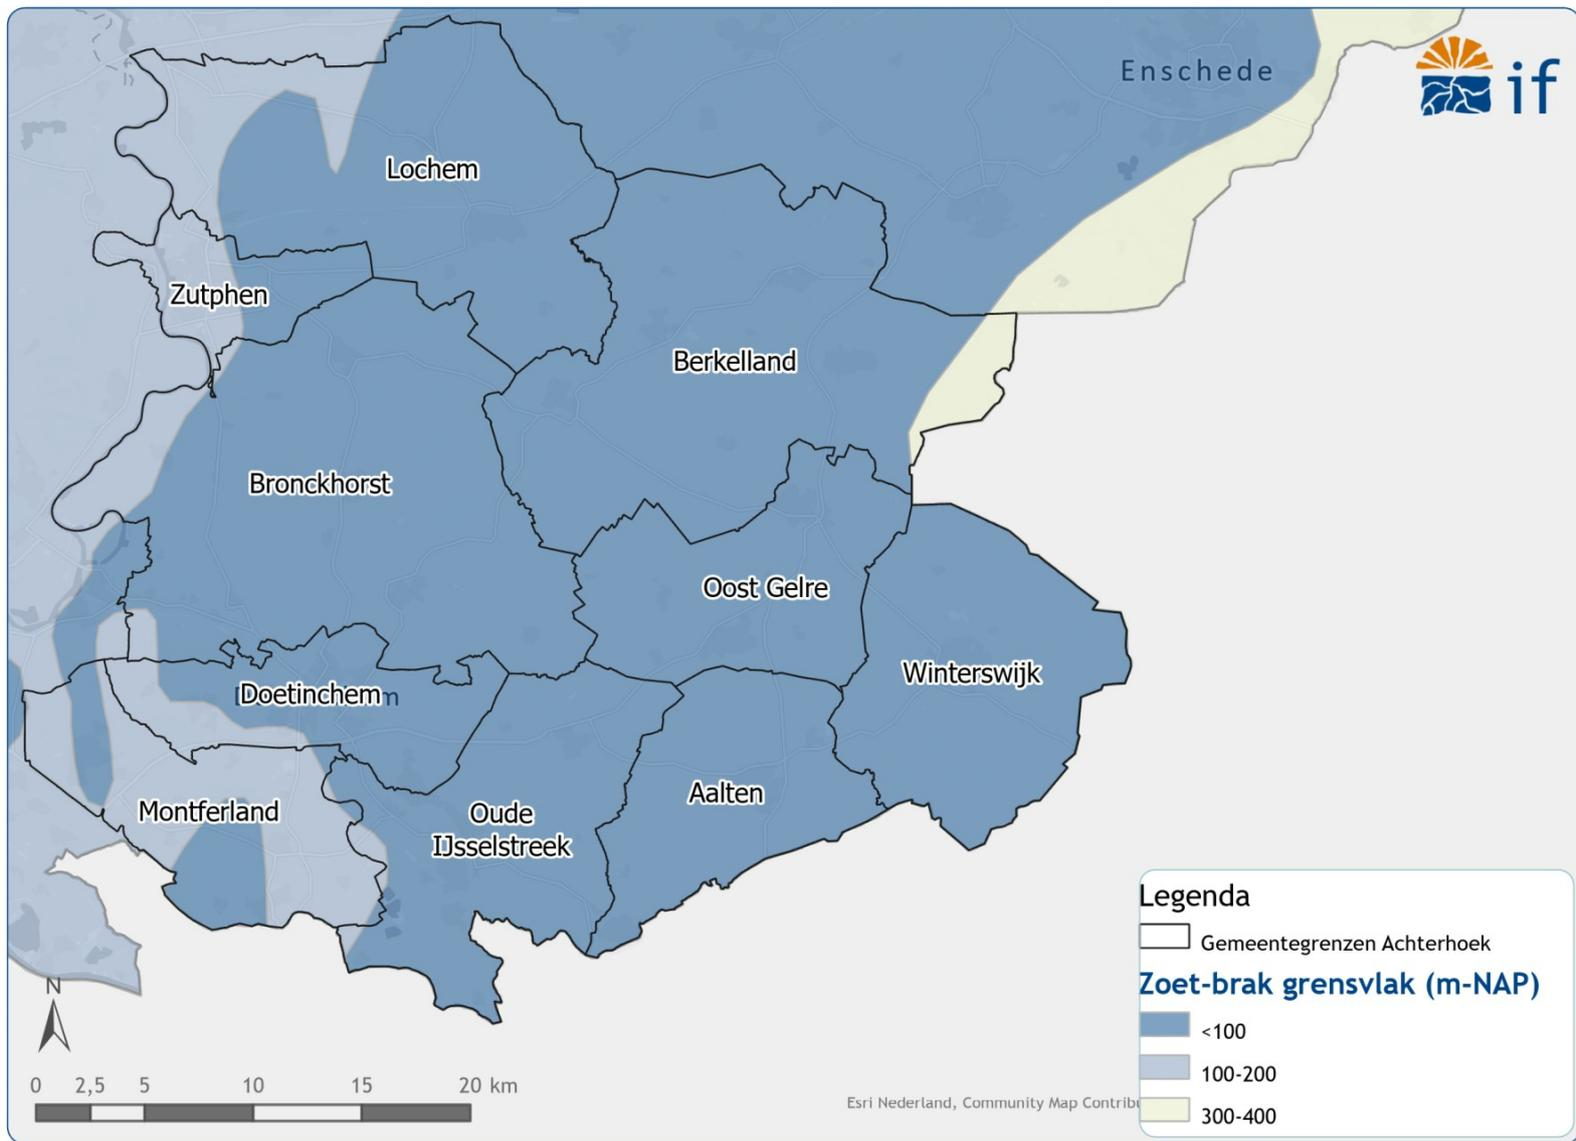 Enschede
if
Lochem
Zutphen
Berkelland
Bronckhorst
Oost Gelre
Winterswijk
Doetinchem
Aalten
Montferland
Oude
IJsselstreek
Legenda
Gemeentegrenzen Achterhoek
Zoet-brak grensvlak (m-NAP)
<100
100-200
300-400
N
0 2,5 5 10 15 20 km
Esri Nederland, Community Map Contribu